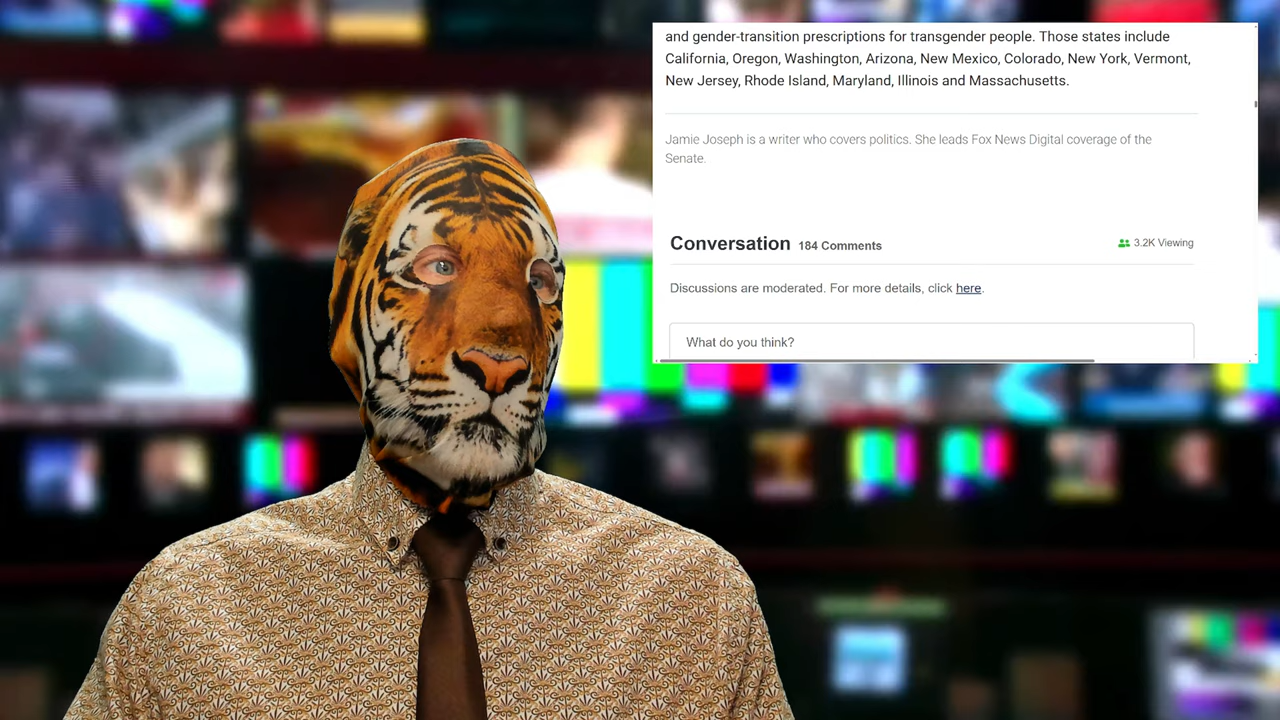 and gender-transition prescriptions for transgender people. Those states include
California, Oregon, Washington, Arizona, New Mexico, Colorado, New York, Vermont,
New Jersey, Rhode Island, Maryland, Illinois and Massachusetts.
Jamie Joseph is a writer who covers politics. She leads Fox News Digital coverage of the
Senate.
Conversation 184 Comments
3.2K Viewing
Discussions are moderated. For more details, click here.
What do you think?